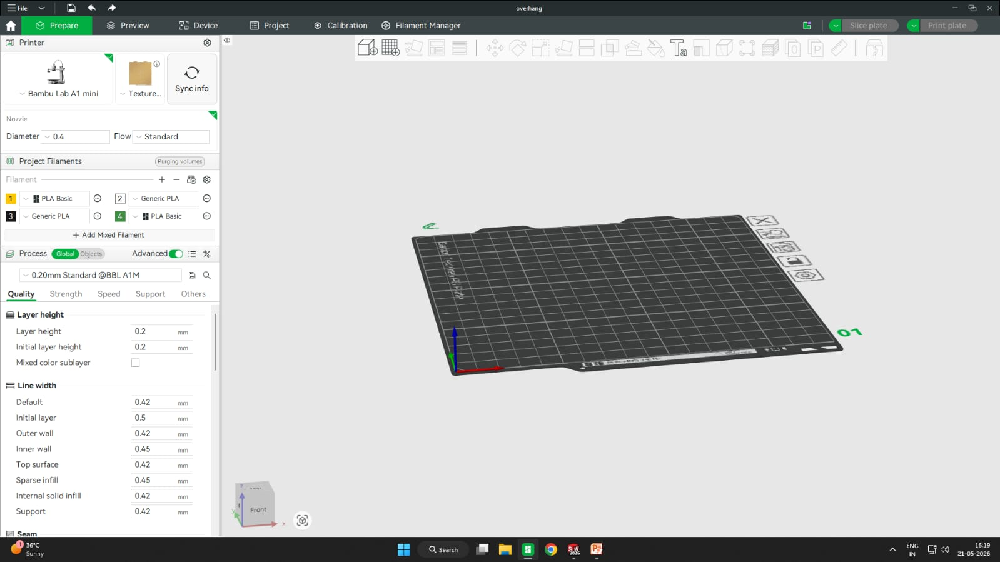 File
overhang
Prepare
Preview
Device
Project
Calibration
Filament Manager
Slice plate
Print plate
Printer
Bambu Lab A1 mini
Texture...
Sync info
Nozzle
Diameter 0.4 Flow Standard
Project Filaments Purging volumes
Filament
1 PLA Basic 2 Generic PLA
3 Generic PLA 4 PLA Basic
+ Add Mixed Filament
Process Global Objects Advanced
0.20mm Standard @BBL A1M
Quality Strength Speed Support Others
Layer height
Layer height 0.2 mm
Initial layer height 0.2 mm
Mixed color sublayer
Line width
Default 0.42 mm
Initial layer 0.5 mm
Outer wall 0.42 mm
Inner wall 0.45 mm
Top surface 0.42 mm
Sparse infill 0.45 mm
Internal solid infill 0.42 mm
Support 0.42 mm
Seam
01
z
Front
y
x
1
36°C
Sunny
Search
SW
2026
ENG
IN
16:19
21-05-2026